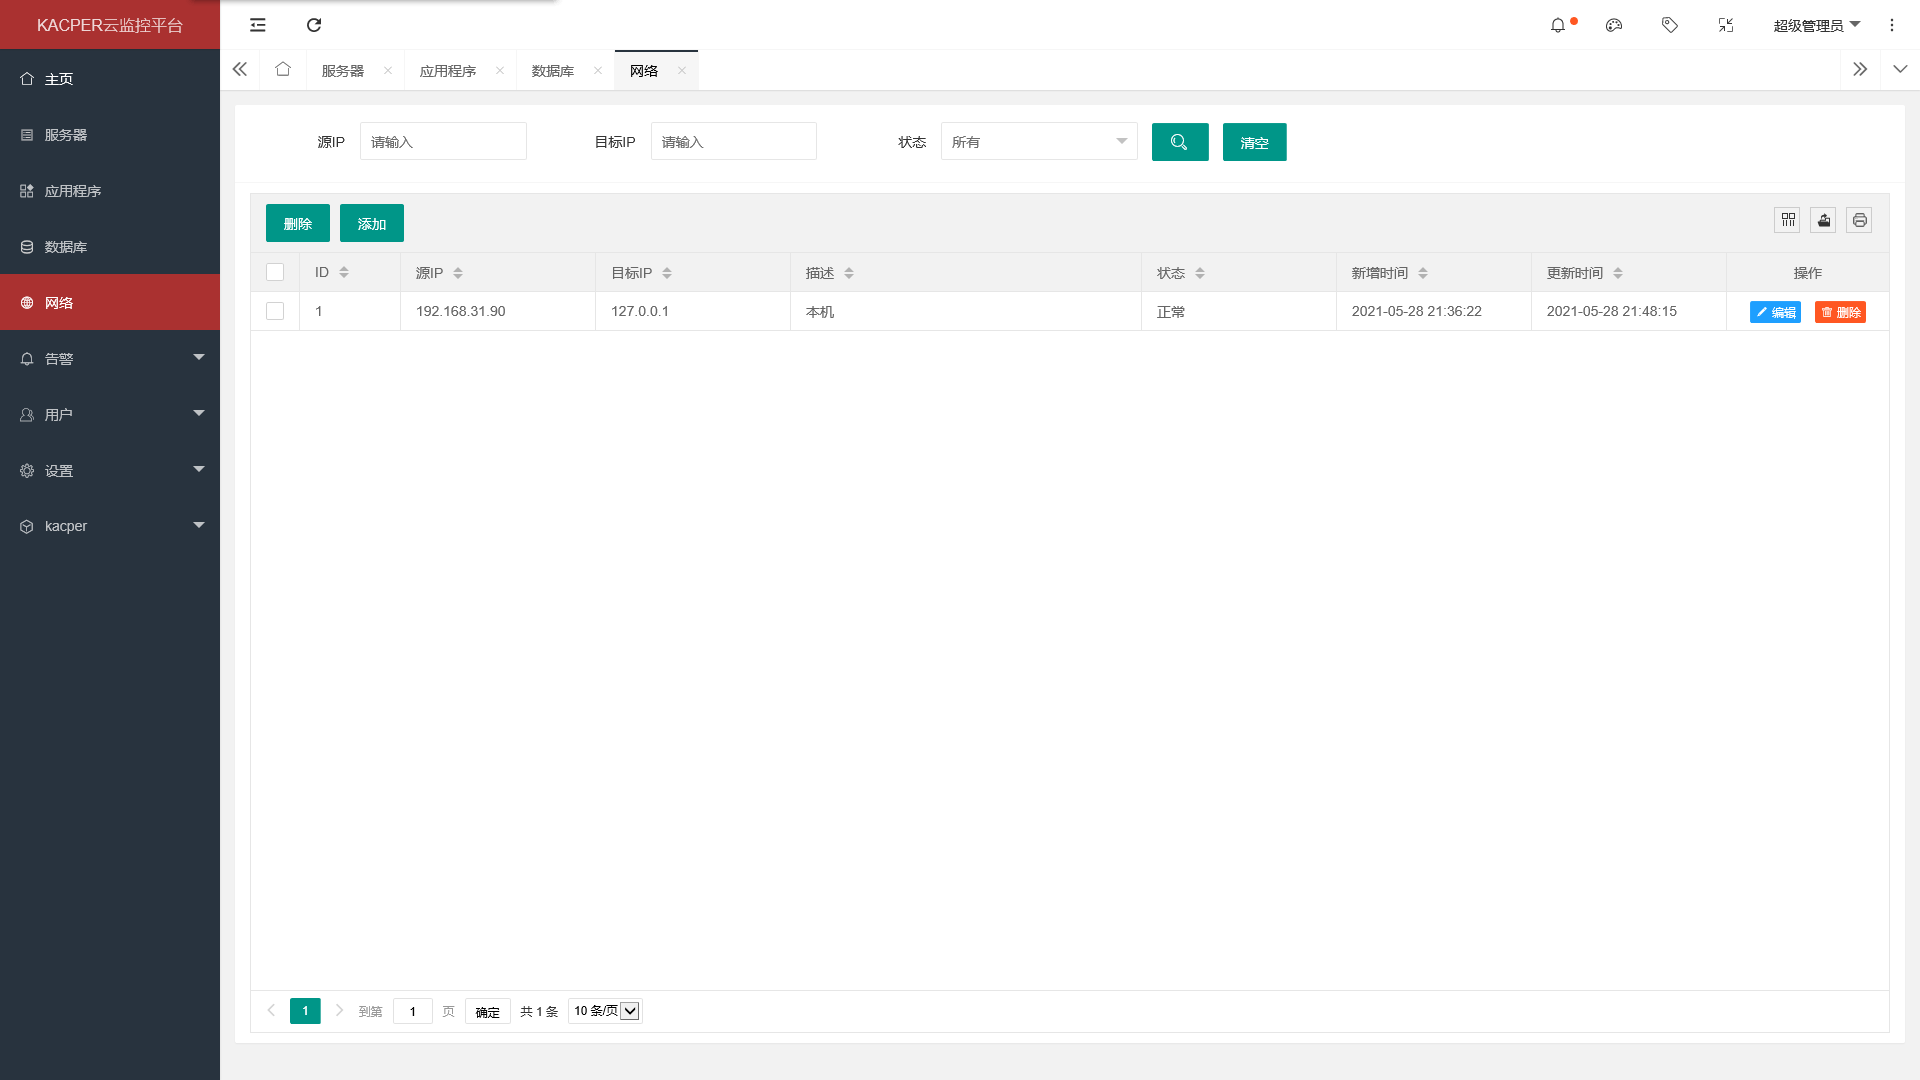 KACPER云监控平台
超级管理员
主页
服务器
应用程序
数据库
网络
告警
用户
设置
kacper
服务器
应用程序
数据库
网络
源IP 请输入 目标IP 请输入 状态 所有 清空
删除 添加
ID 源IP 目标IP 描述 状态 新增时间 更新时间 操作
1 192.168.31.90 127.0.0.1 本机 正常 2021-05-28 21:36:22 2021-05-28 21:48:15 编辑 删除
1 到第 1 页 确定 共 1 条 10 条/页